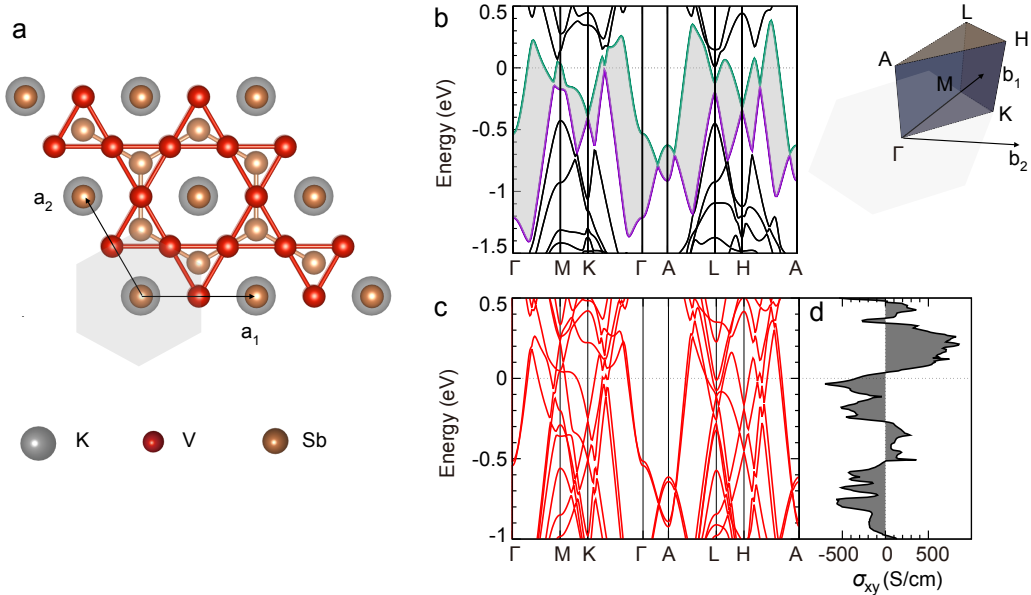 a
a2
a1
K
V
Sb
b
0.5
0
-0.5
-1
-1.5
Energy (eV)
Γ M K Γ A L H A
L
H
A
b1
M
K
Γ
b2
c
0.5
0
-0.5
-1
Energy (eV)
Γ M K Γ A L H A
d
-500 0 500
σxy (S/cm)